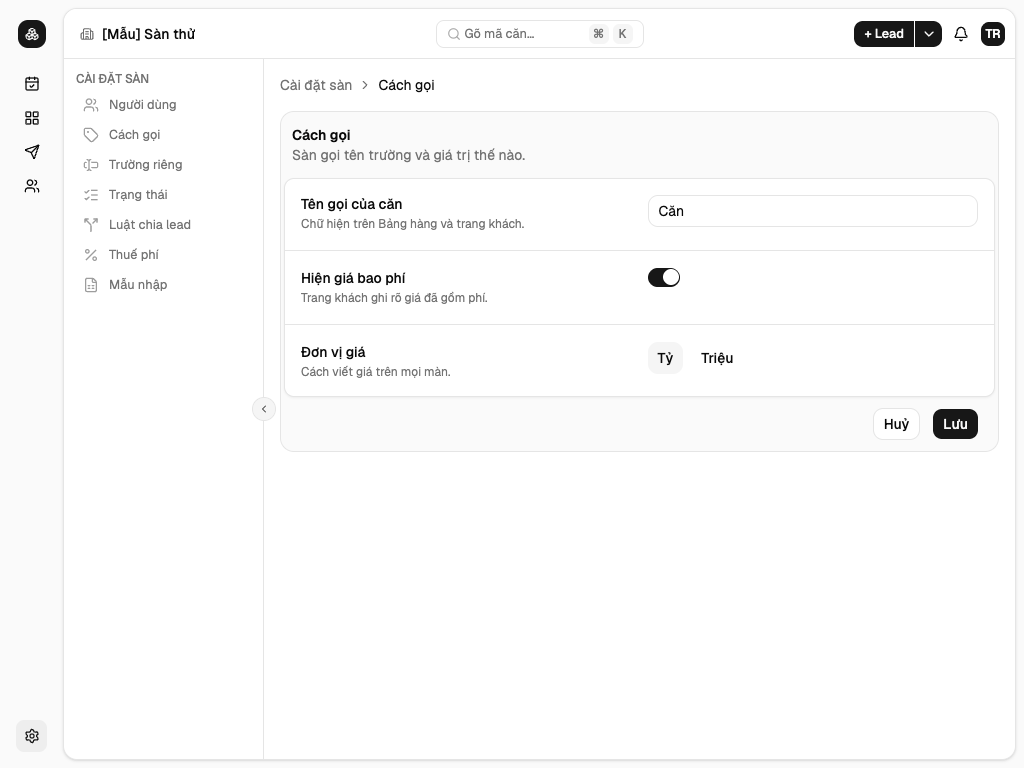 [Mẫu] Sàn thử
Gõ mã căn...
⌘ K
+ Lead
TR
CÀI ĐẶT SÀN
Người dùng
Cách gọi
Trường riêng
Trạng thái
Luật chia lead
Thuế phí
Mẫu nhập
Cài đặt sàn > Cách gọi
Cách gọi
Sàn gọi tên trường và giá trị thế nào.
Tên gọi của căn
Chữ hiện trên Bảng hàng và trang khách.
Căn
Hiện giá bao phí
Trang khách ghi rõ giá đã gồm phí.
Đơn vị giá
Cách viết giá trên mọi màn.
Tỷ Triệu
Huỷ Lưu